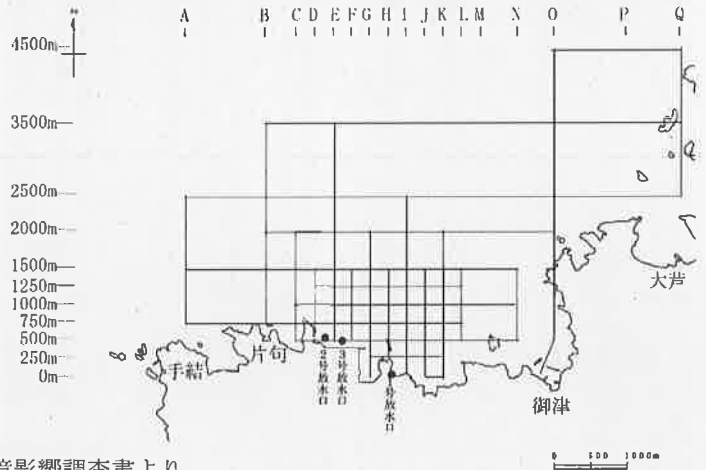 北
A B C D E F G H I J K L M N O P Q
4500m
3500m
2500m
2000m
1500m
1250m
1000m
750m
500m
250m
0m
大芦
手結
片句
2号放水口
3号放水口
1号放水口
御津
0 500 1000m
境影響調査書より